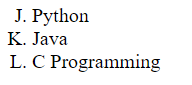 J. Python
K. Java
L. C Programming